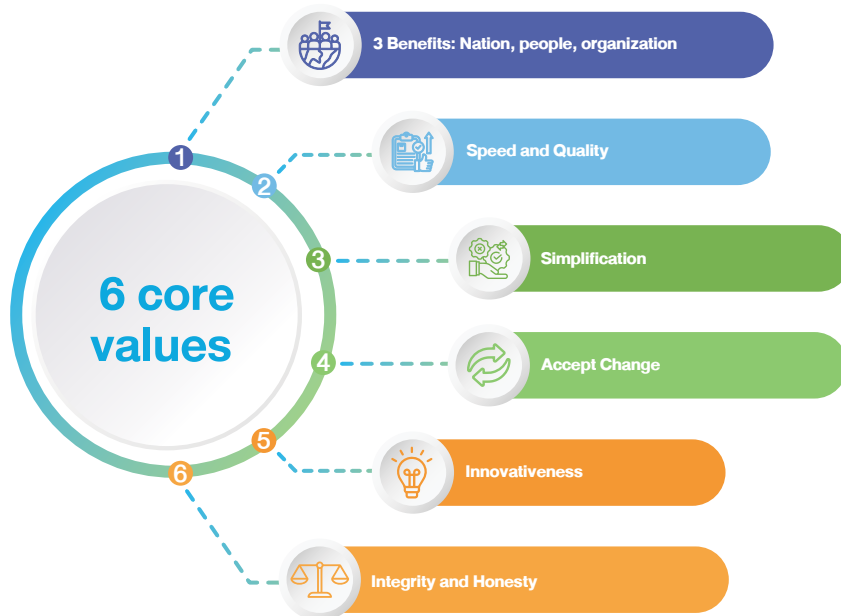 6 core
values
1
3 Benefits: Nation, people, organization
2
Speed and Quality
3
Simplification
4
Accept Change
5
Innovativeness
6
Integrity and Honesty